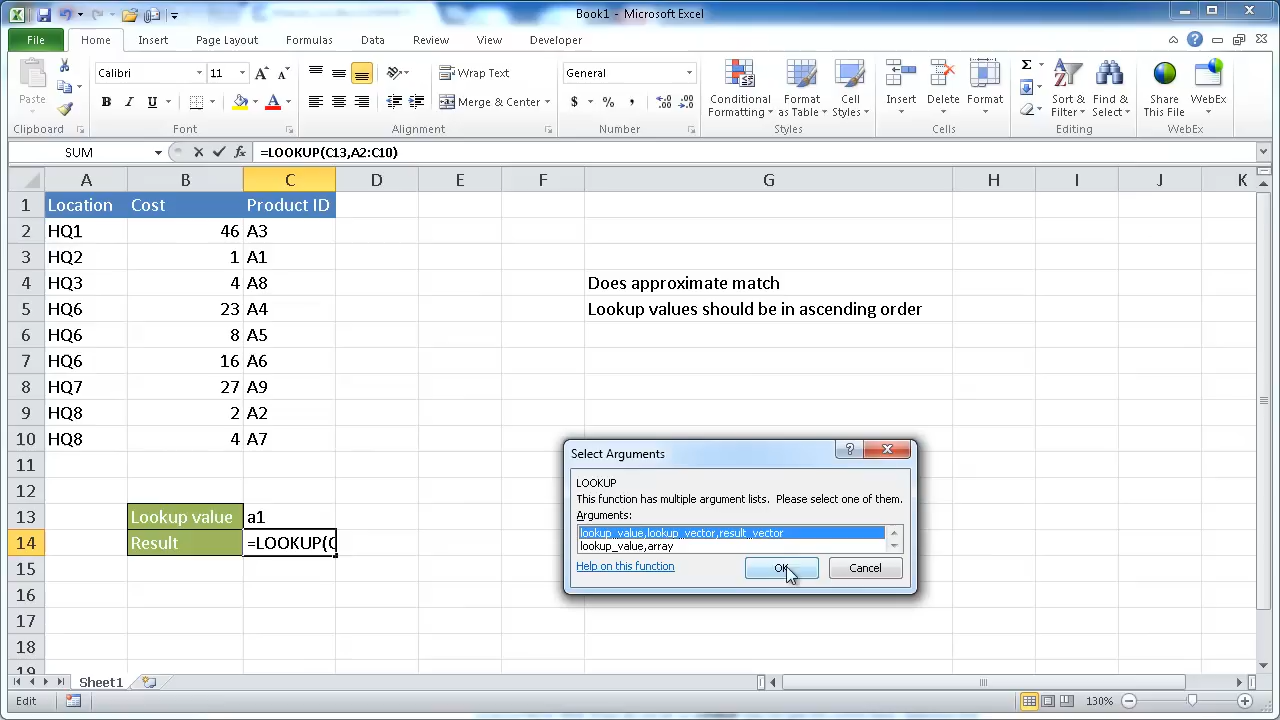 Book1 - Microsoft Excel
File Home Insert Page Layout Formulas Data Review View Developer
Paste
Calibri 11
B I U
Wrap Text
Merge & Center
General
$ % ,
Conditional Formatting
Format as Table
Cell Styles
Insert
Delete
Format
Sort & Filter
Find & Select
Share This File
WebEx
Clipboard Font Alignment Number Styles Cells Editing WebEx
SUM fx =LOOKUP(C13,A2:C10)
A B C D E F G H I J K
1 Location Cost Product ID
2 HQ1 46 A3
3 HQ2 1 A1
4 HQ3 4 A8 Does approximate match
5 HQ6 23 A4 Lookup values should be in ascending order
6 HQ6 8 A5
7 HQ6 16 A6
8 HQ7 27 A9
9 HQ8 2 A2
10 HQ8 4 A7
11
12
13 Lookup value a1
14 Result =LOOKUP(C
15
16
17
18
19
Select Arguments
LOOKUP
This function has multiple argument lists. Please select one of them.
Arguments:
lookup_value,lookup_vector,result_vector
lookup_value,array
Help on this function
OK Cancel
Sheet1
Edit 130%